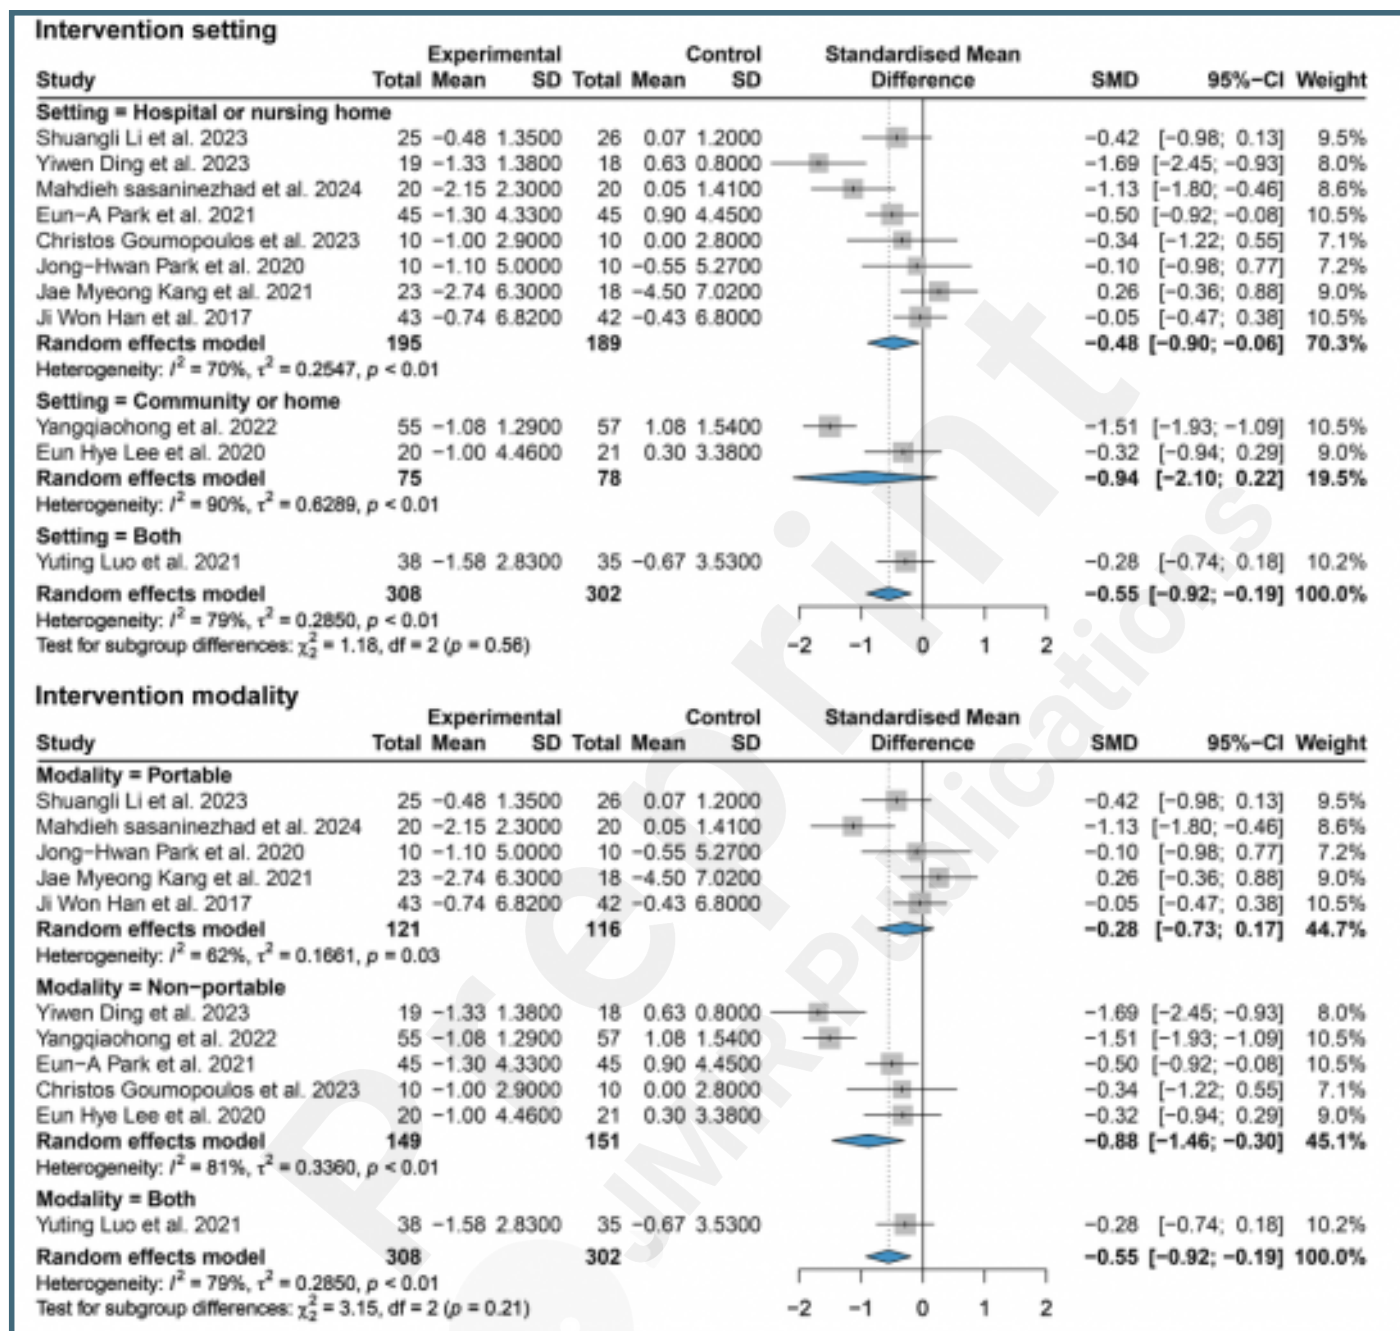 Intervention setting
Experimental Control Standardised Mean
Study Total Mean SD Total Mean SD Difference SMD 95%−CI Weight
Setting = Hospital or nursing home
Shuangli Li et al. 2023 25 −0.48 1.3500 26 0.07 1.2000 −0.42 [−0.98; 0.13] 9.5%
Yiwen Ding et al. 2023 19 −1.33 1.3800 18 0.63 0.8000 −1.69 [−2.45; −0.93] 8.0%
Mahdieh sasaninezhad et al. 2024 20 −2.15 2.3000 20 0.05 1.4100 −1.13 [−1.80; −0.46] 8.6%
Eun−A Park et al. 2021 45 −1.30 4.3300 45 0.90 4.4500 −0.50 [−0.92; −0.08] 10.5%
Christos Goumopoulos et al. 2023 10 −1.00 2.9000 10 0.00 2.8000 −0.34 [−1.22; 0.55] 7.1%
Jong−Hwan Park et al. 2020 10 −1.10 5.0000 10 −0.55 5.2700 −0.10 [−0.98; 0.77] 7.2%
Jae Myeong Kang et al. 2021 23 −2.74 6.3000 18 −4.50 7.0200 0.26 [−0.36; 0.88] 9.0%
Ji Won Han et al. 2017 43 −0.74 6.8200 42 −0.43 6.8000 −0.05 [−0.47; 0.38] 10.5%
Random effects model 195 189 −0.48 [−0.90; −0.06] 70.3%
Heterogeneity: I² = 70%, τ² = 0.2547, p < 0.01
Setting = Community or home
Yangqiaohong et al. 2022 55 −1.08 1.2900 57 1.08 1.5400 −1.51 [−1.93; −1.09] 10.5%
Eun Hye Lee et al. 2020 20 −1.00 4.4600 21 0.30 3.3800 −0.32 [−0.94; 0.29] 9.0%
Random effects model 75 78 −0.94 [−2.10; 0.22] 19.5%
Heterogeneity: I² = 90%, τ² = 0.6289, p < 0.01
Setting = Both
Yuting Luo et al. 2021 38 −1.58 2.8300 35 −0.67 3.5300 −0.28 [−0.74; 0.18] 10.2%
Random effects model 308 302 −0.55 [−0.92; −0.19] 100.0%
Heterogeneity: I² = 79%, τ² = 0.2850, p < 0.01
Test for subgroup differences: χ²₂ = 1.18, df = 2 (p = 0.56)
−2 −1 0 1 2
Intervention modality
Experimental Control Standardised Mean
Study Total Mean SD Total Mean SD Difference SMD 95%−CI Weight
Modality = Portable
Shuangli Li et al. 2023 25 −0.48 1.3500 26 0.07 1.2000 −0.42 [−0.98; 0.13] 9.5%
Mahdieh sasaninezhad et al. 2024 20 −2.15 2.3000 20 0.05 1.4100 −1.13 [−1.80; −0.46] 8.6%
Jong−Hwan Park et al. 2020 10 −1.10 5.0000 10 −0.55 5.2700 −0.10 [−0.98; 0.77] 7.2%
Jae Myeong Kang et al. 2021 23 −2.74 6.3000 18 −4.50 7.0200 0.26 [−0.36; 0.88] 9.0%
Ji Won Han et al. 2017 43 −0.74 6.8200 42 −0.43 6.8000 −0.05 [−0.47; 0.38] 10.5%
Random effects model 121 116 −0.28 [−0.73; 0.17] 44.7%
Heterogeneity: I² = 62%, τ² = 0.1661, p = 0.03
Modality = Non−portable
Yiwen Ding et al. 2023 19 −1.33 1.3800 18 0.63 0.8000 −1.69 [−2.45; −0.93] 8.0%
Yangqiaohong et al. 2022 55 −1.08 1.2900 57 1.08 1.5400 −1.51 [−1.93; −1.09] 10.5%
Eun−A Park et al. 2021 45 −1.30 4.3300 45 0.90 4.4500 −0.50 [−0.92; −0.08] 10.5%
Christos Goumopoulos et al. 2023 10 −1.00 2.9000 10 0.00 2.8000 −0.34 [−1.22; 0.55] 7.1%
Eun Hye Lee et al. 2020 20 −1.00 4.4600 21 0.30 3.3800 −0.32 [−0.94; 0.29] 9.0%
Random effects model 149 151 −0.88 [−1.46; −0.30] 45.1%
Heterogeneity: I² = 81%, τ² = 0.3360, p < 0.01
Modality = Both
Yuting Luo et al. 2021 38 −1.58 2.8300 35 −0.67 3.5300 −0.28 [−0.74; 0.18] 10.2%
Random effects model 308 302 −0.55 [−0.92; −0.19] 100.0%
Heterogeneity: I² = 79%, τ² = 0.2850, p < 0.01
Test for subgroup differences: χ²₂ = 3.15, df = 2 (p = 0.21)
−2 −1 0 1 2
Preprint
JMIR Publications